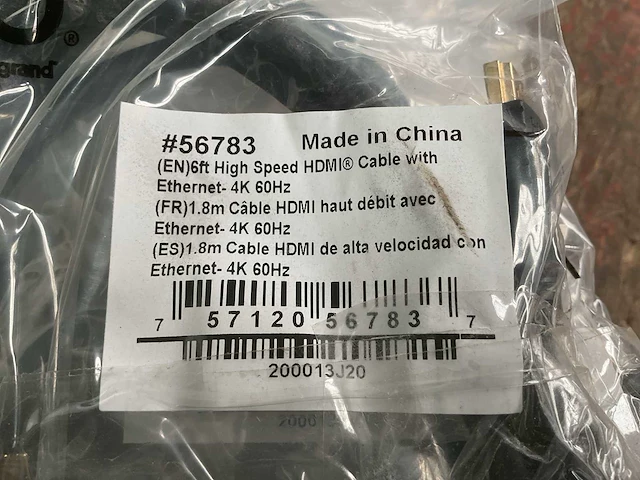 ®
grand
#56783 Made in China
(EN)6ft High Speed HDMI® Cable with
Ethernet- 4K 60Hz
(FR)1.8m Câble HDMI haut débit avec
Ethernet- 4K 60Hz
(ES)1.8m Cable HDMI de alta velocidad con
Ethernet- 4K 60Hz
7 57120 56783 7
200013J20
2000